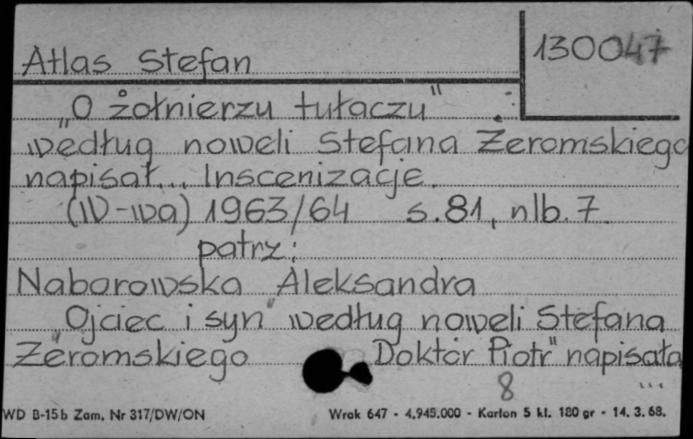 Atlas Stefan
130047
„O żołnierzu tułaczu”
według noweli Stefana Żeromskiego
napisał... Inscenizacje.
(W-wa) 1963/64 s.81, nlb.7.
patrz:
Naborowska Aleksandra
„Ojciec i syn” według noweli Stefana
Żeromskiego „Doktór Piotr” napisała
...
8
WD B-15b Zam. Nr 317/DW/ON Wrok 647 - 4.945.000 - Karton 5 kl. 180 gr - 14. 3. 68.